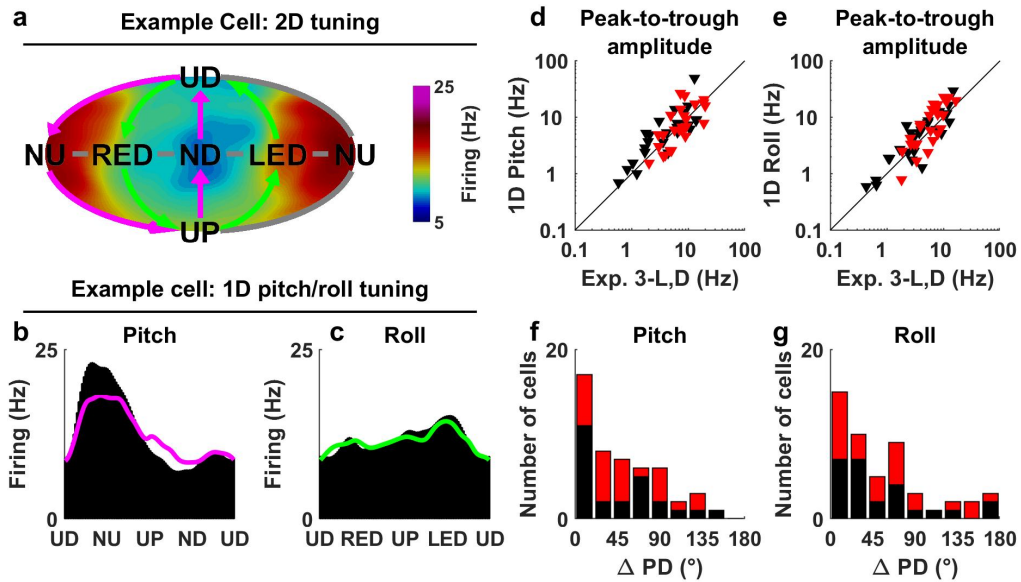 a
Example Cell: 2D tuning
UD
NU RED ND LED NU
UP
25
5
Firing (Hz)
Example cell: 1D pitch/roll tuning
b Pitch
25
0
Firing (Hz)
UD NU UP ND UD
c Roll
25
0
Firing (Hz)
UD RED UP LED UD
d Peak-to-trough
amplitude
100
10
1
0.1
1D Pitch (Hz)
0.1 1 10 100
Exp. 3-L,D (Hz)
e Peak-to-trough
amplitude
100
10
1
0.1
1D Roll (Hz)
0.1 1 10 100
Exp. 3-L,D (Hz)
f Pitch
20
0
Number of cells
0 45 90 135 180
Δ PD (°)
g Roll
20
0
Number of cells
0 45 90 135 180
Δ PD (°)